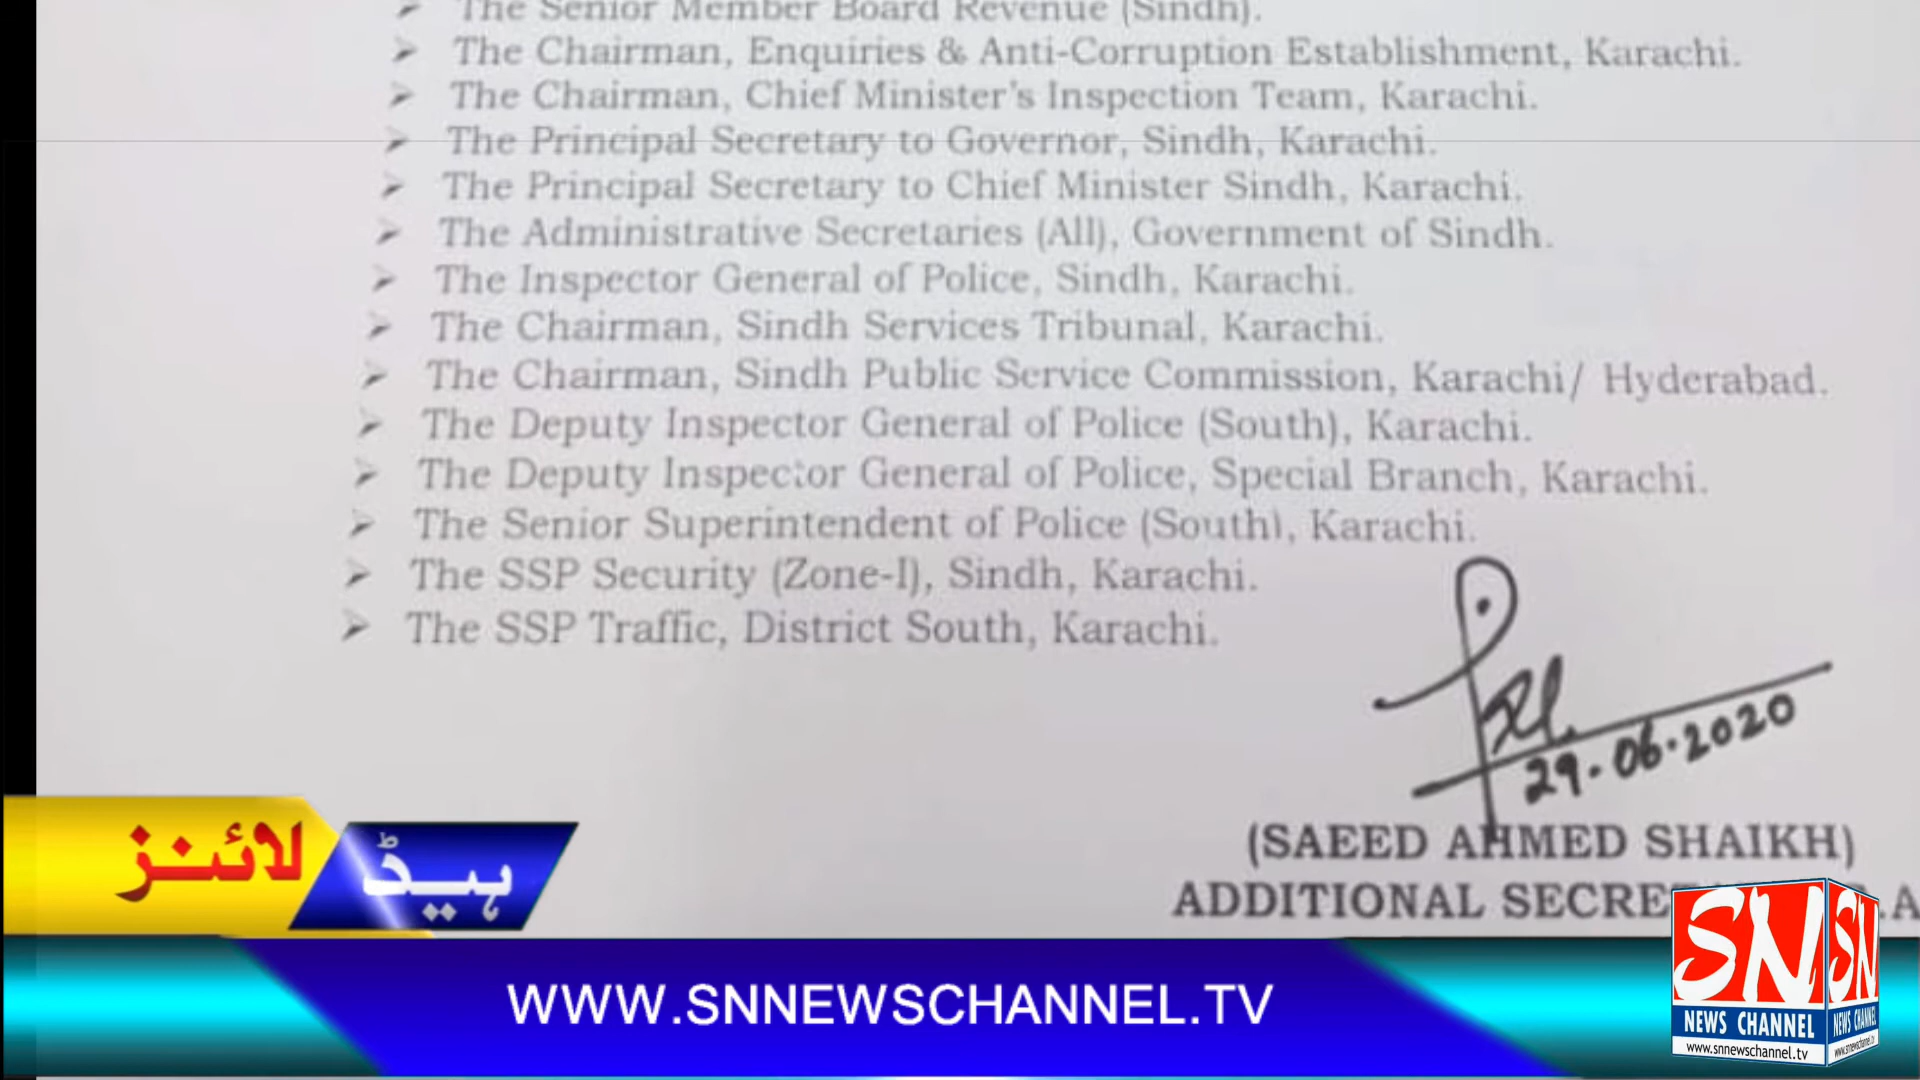 ➤ The Senior Member Board Revenue (Sindh).
➤ The Chairman, Enquiries & Anti-Corruption Establishment, Karachi.
➤ The Chairman, Chief Minister's Inspection Team, Karachi.
➤ The Principal Secretary to Governor, Sindh, Karachi.
➤ The Principal Secretary to Chief Minister Sindh, Karachi.
➤ The Administrative Secretaries (All), Government of Sindh.
➤ The Inspector General of Police, Sindh, Karachi.
➤ The Chairman, Sindh Services Tribunal, Karachi.
➤ The Chairman, Sindh Public Service Commission, Karachi/ Hyderabad.
➤ The Deputy Inspector General of Police (South), Karachi.
➤ The Deputy Inspector General of Police, Special Branch, Karachi.
➤ The Senior Superintendent of Police (South), Karachi.
➤ The SSP Security (Zone-I), Sindh, Karachi.
➤ The SSP Traffic, District South, Karachi.
29.06.2020
(SAEED AHMED SHAIKH)
ADDITIONAL
ہیڈ لائنز
WWW.SNNEWSCHANNEL.TV
SN SN
NEWS CHANNEL NEWS CHANNEL
www.snnewschannel.tv www.snnewschannel.tv